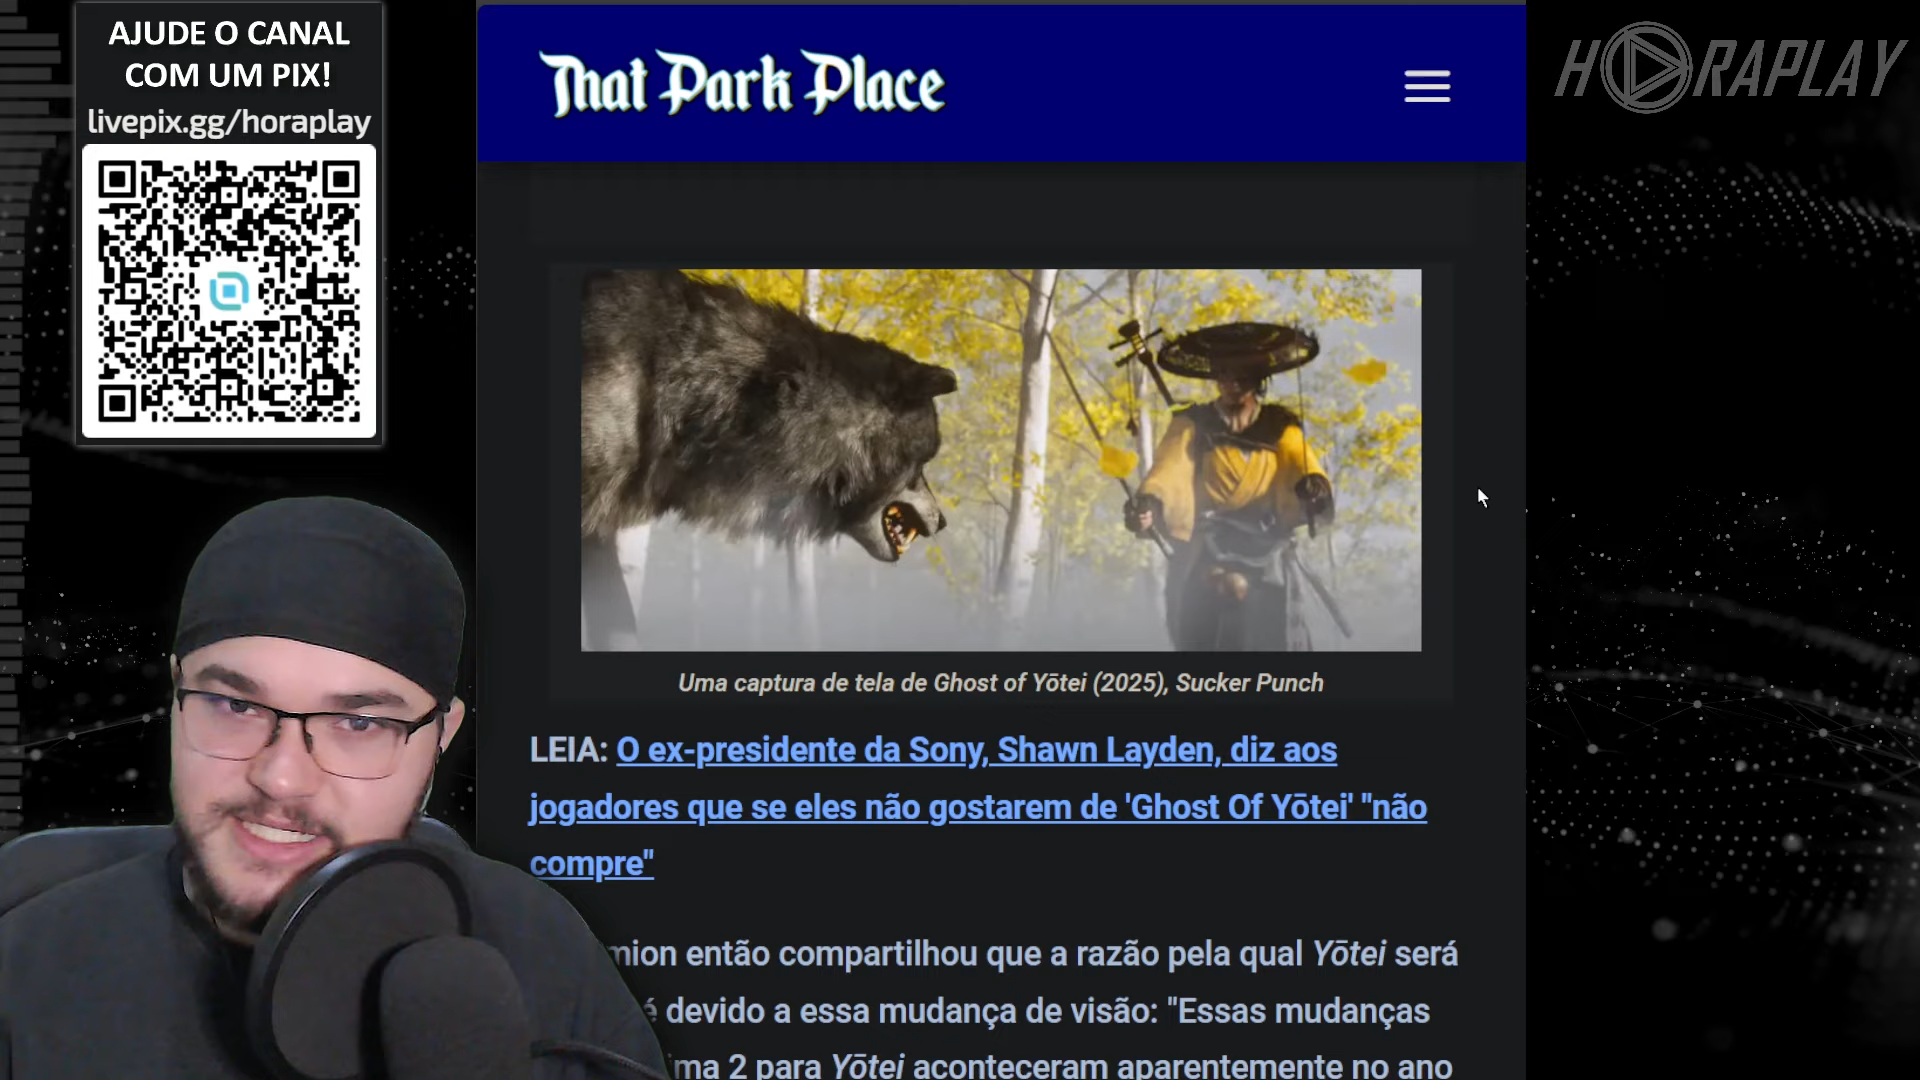 AJUDE O CANAL
COM UM PIX!
livepix.gg/horaplay
That Park Place
HORAPLAY
Uma captura de tela de Ghost of Yōtei (2025), Sucker Punch
LEIA: O ex-presidente da Sony, Shawn Layden, diz aos
jogadores que se eles não gostarem de 'Ghost Of Yōtei' "não
compre"
então compartilhou que a razão pela qual Yōtei será
é devido a essa mudança de visão: "Essas mudanças
2 para Yōtei aconteceram aparentemente no ano